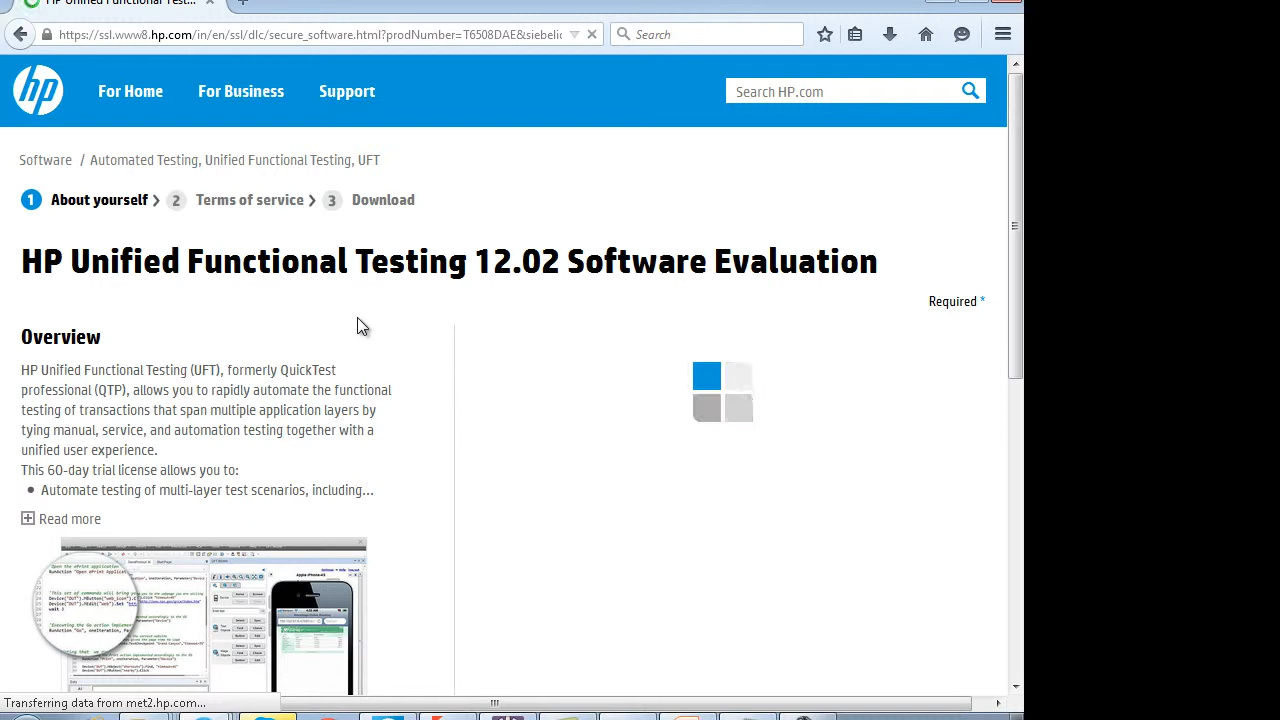 HP Unified Functional Test...
https://ssl.www8.hp.com/in/en/ssl/dlc/secure_software.html?prodNumber=T6508DAE&siebelic
Search
hp
For Home
For Business
Support
Search HP.com
Software / Automated Testing, Unified Functional Testing, UFT
1 About yourself
2 Terms of service
3 Download
HP Unified Functional Testing 12.02 Software Evaluation
Required *
Overview
HP Unified Functional Testing (UFT), formerly QuickTest
professional (QTP), allows you to rapidly automate the functional
testing of transactions that span multiple application layers by
tying manual, service, and automation testing together with a
unified user experience.
This 60-day trial license allows you to:
• Automate testing of multi-layer test scenarios, including...
Read more
Transferring data from met2.hp.com...